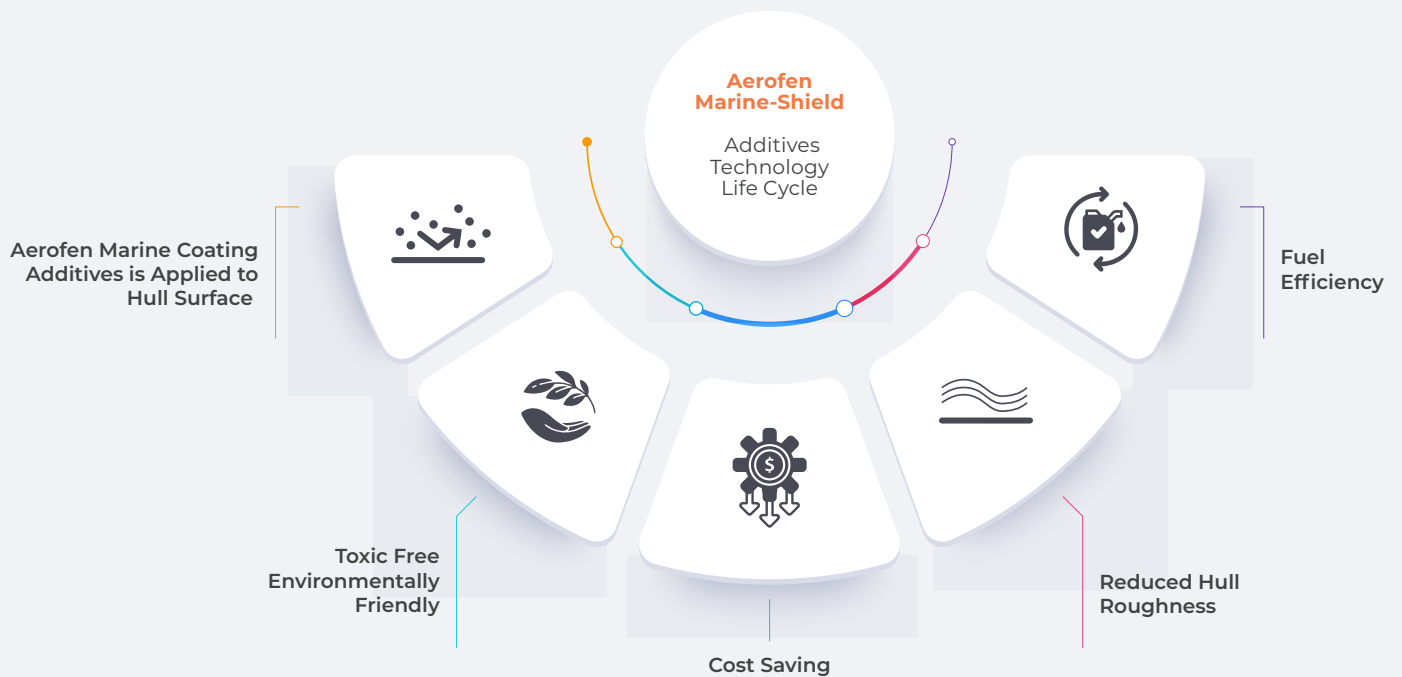 Aerofen
Marine-Shield
Additives
Technology
Life Cycle
Aerofen Marine Coating
Additives is Applied to
Hull Surface
Toxic Free
Environmentally
Friendly
$
Cost Saving
Reduced Hull
Roughness
Fuel
Efficiency